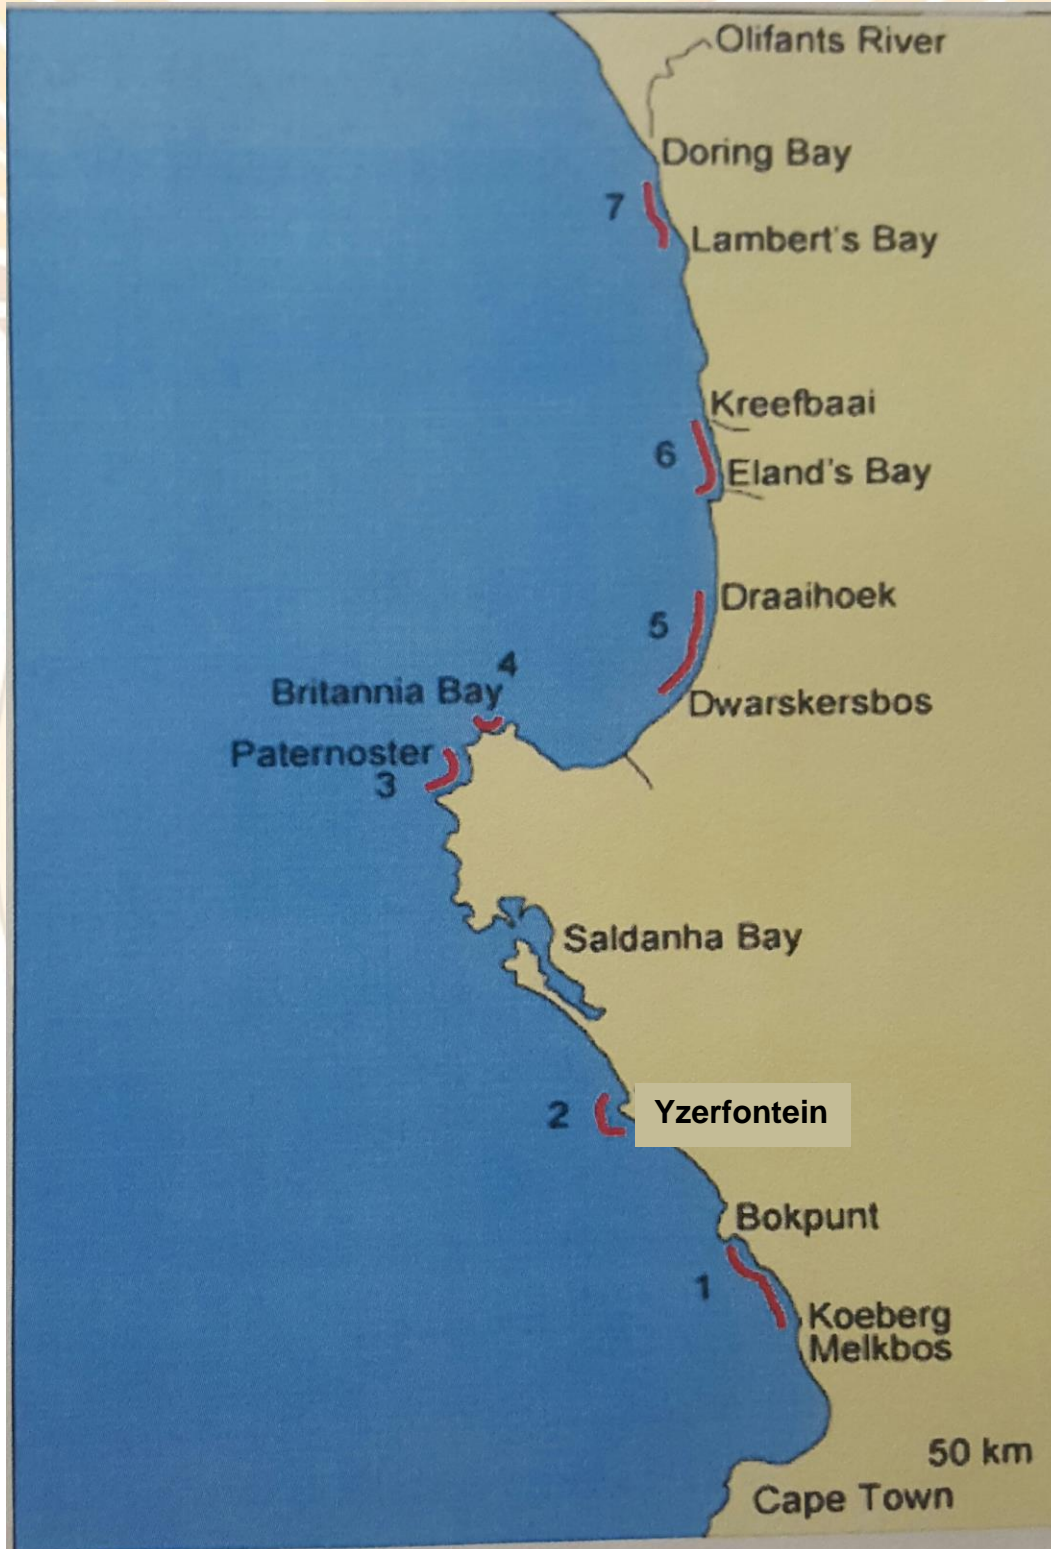 Olifants River
Doring Bay
7
Lambert's Bay
Kreefbaai
6
Eland's Bay
Draaihoek
5
4
Britannia Bay
Dwarskersbos
Paternoster
3
Saldanha Bay
2
Yzerfontein
Bokpunt
1
Koeberg
Melkbos
50 km
Cape Town